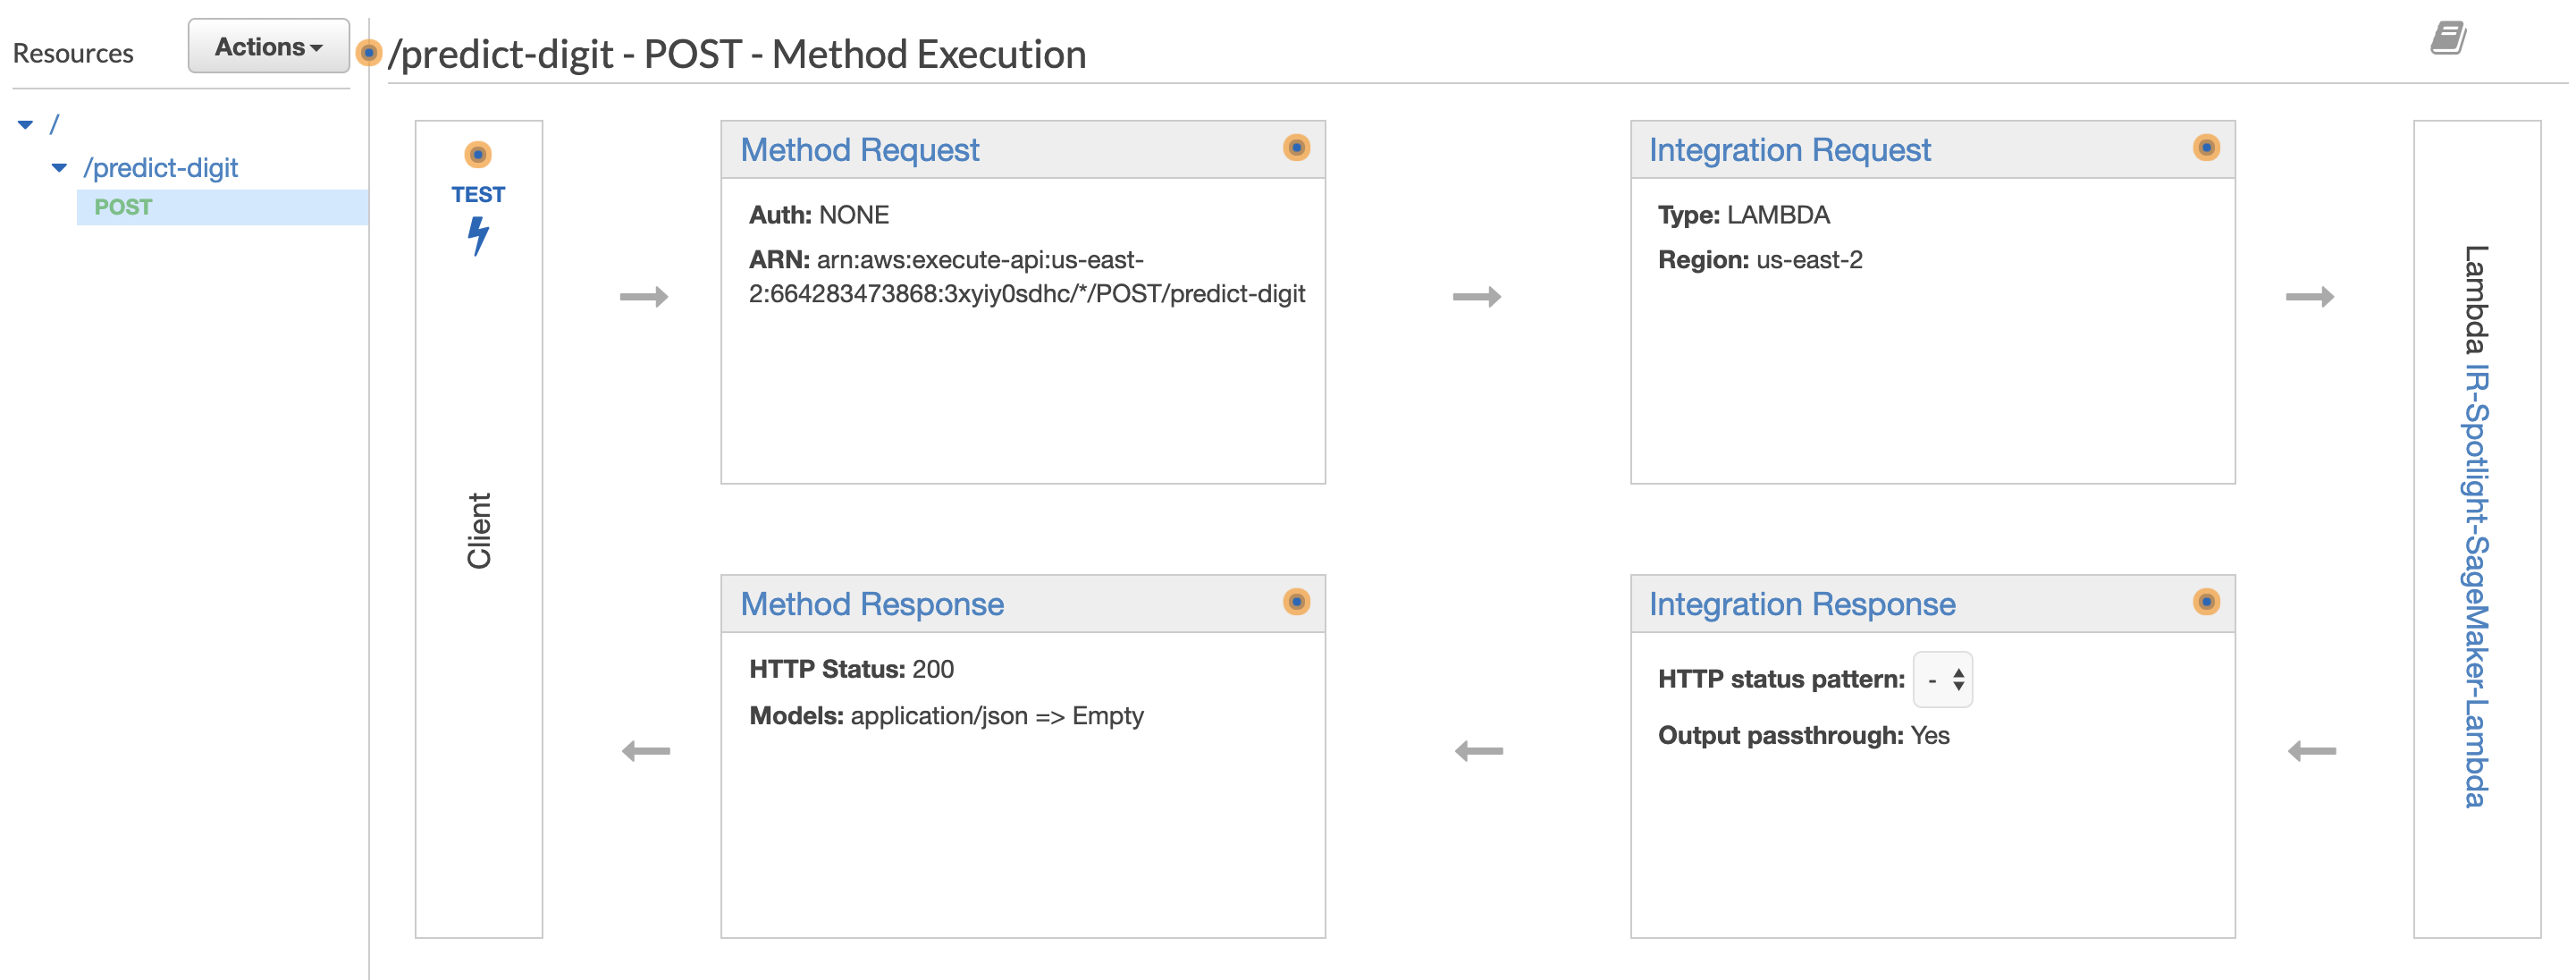 Resources
Actions
/predict-digit - POST - Method Execution
/
/predict-digit
POST
TEST
Client
Method Request
Auth: NONE
ARN: arn:aws:execute-api:us-east-
2:664283473868:3xyiy0sdhc/*/POST/predict-digit
Integration Request
Type: LAMBDA
Region: us-east-2
Lambda IR-Spotlight-SageMaker-Lambda
Method Response
HTTP Status: 200
Models: application/json => Empty
Integration Response
HTTP status pattern: -
Output passthrough: Yes